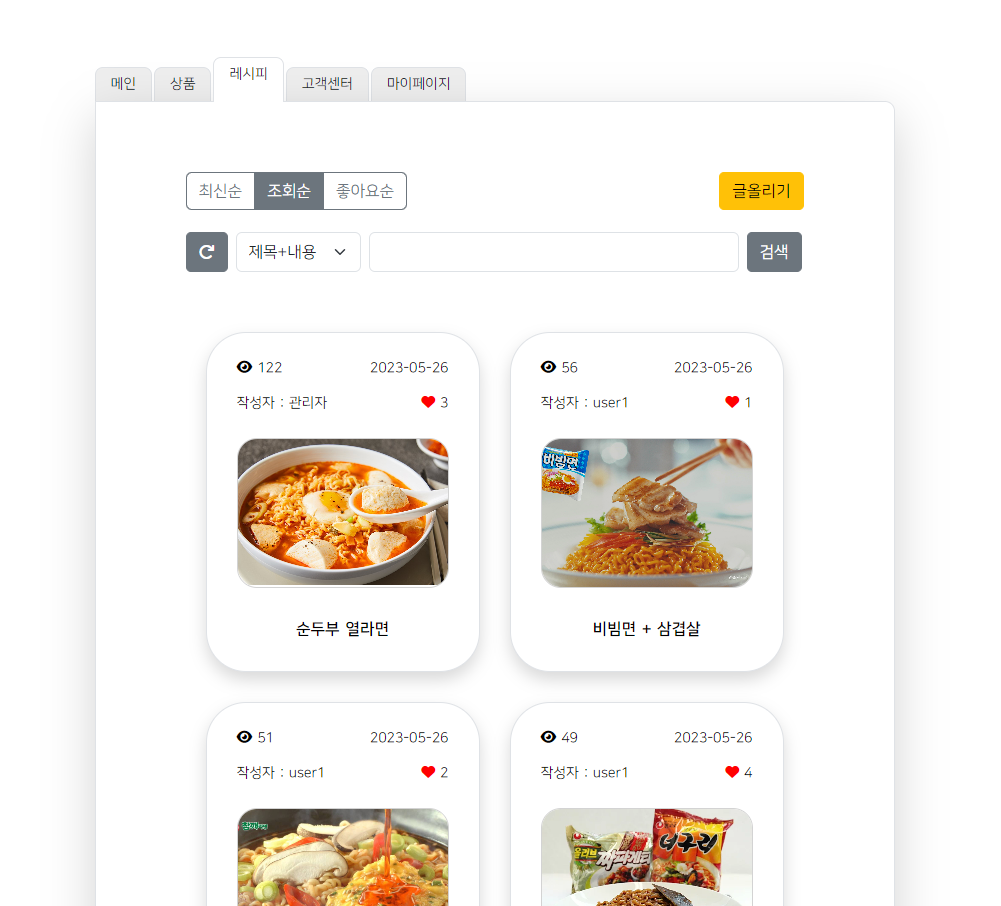 메인 상품 레시피 고객센터 마이페이지
최신순 조회순 좋아요순 글올리기
제목+내용 검색
122 2023-05-26
작성자 : 관리자 3
순두부 열라면
56 2023-05-26
작성자 : user1 1
비빔면
비빔면 + 삼겹살
51 2023-05-26
작성자 : user1 2
참깨라면
49 2023-05-26
작성자 : user1 4
올리브
짜파게티
너구리